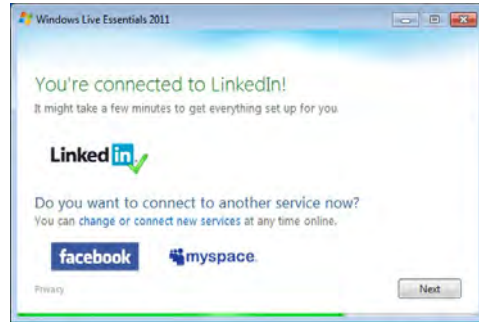 Windows Live Essentials 2011
You're connected to LinkedIn!
It might take a few minutes to get everything set up for you.
Linked in
Do you want to connect to another service now?
You can change or connect new services at any time online.
facebook myspace
Privacy Next